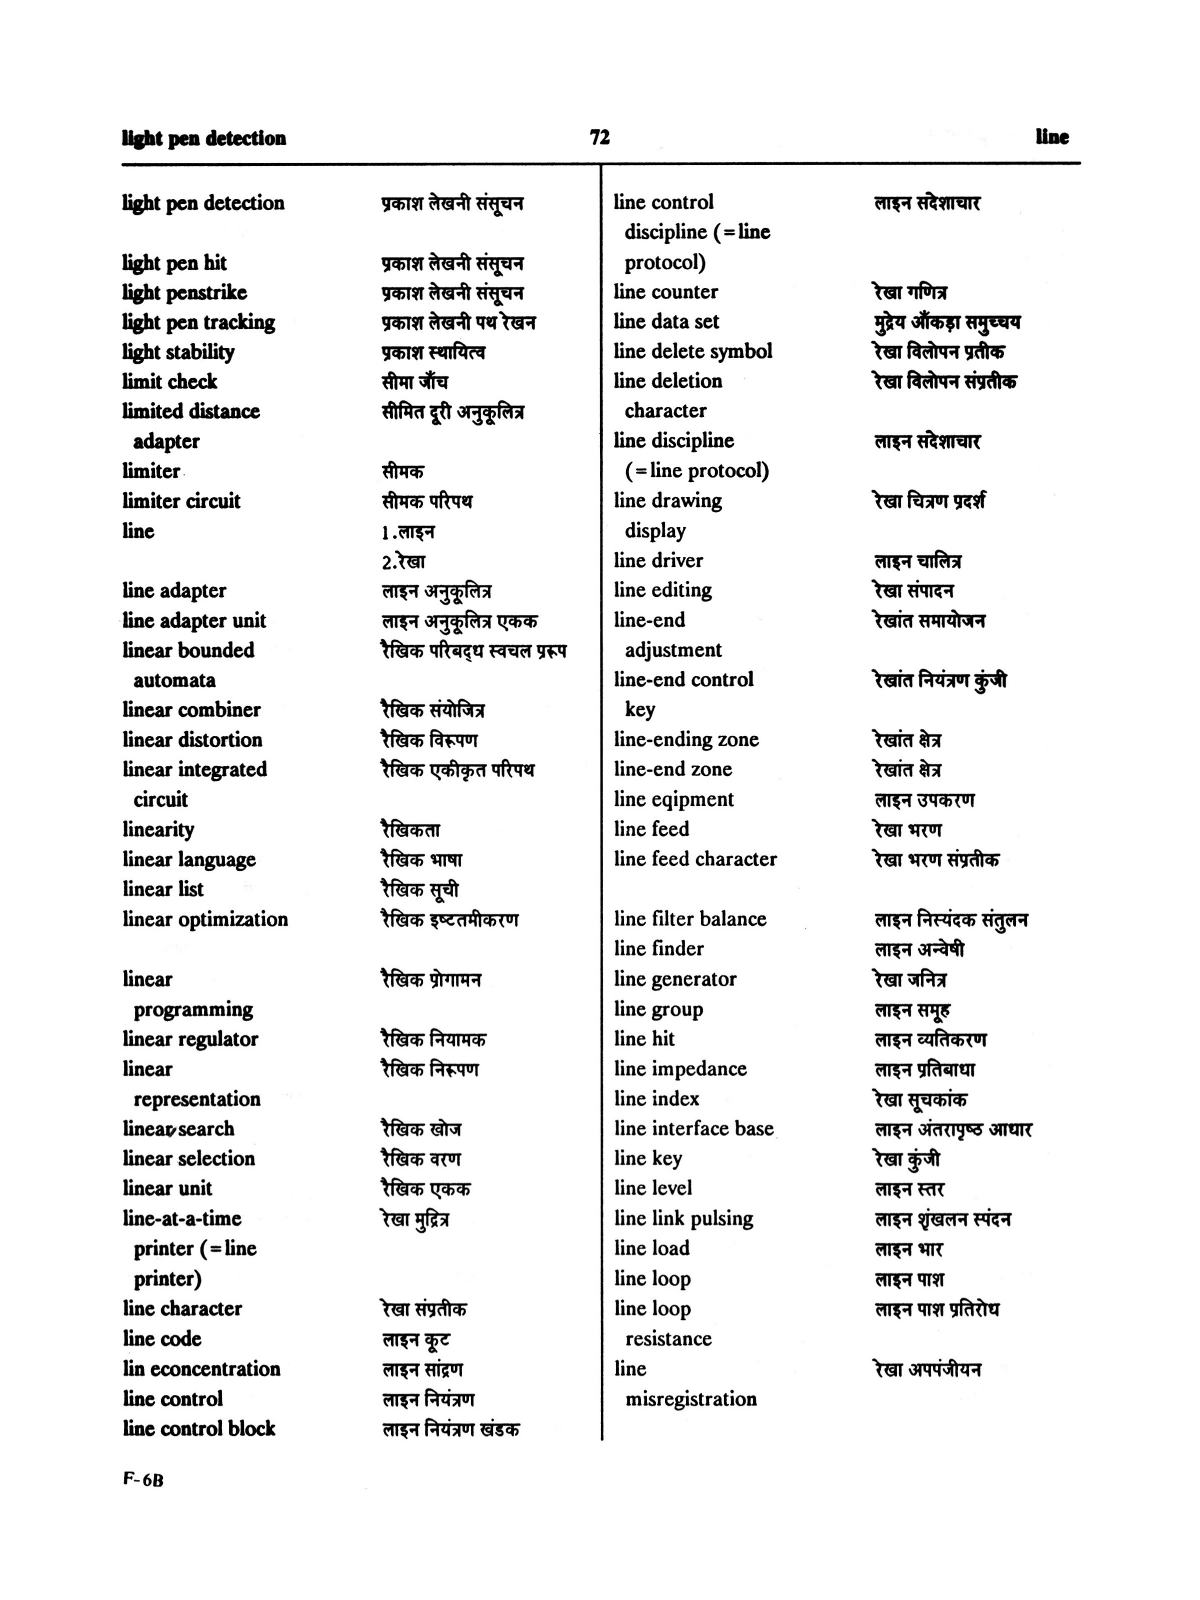 light pen detection 72 line
light pen detection प्रकाश लेखनी संसूचन
light pen hit प्रकाश लेखनी संसूचन
light penstrike प्रकाश लेखनी संसूचन
light pen tracking प्रकाश लेखनी पथ रेखन
light stability प्रकाश स्थायित्व
limit check सीमा जाँच
limited distance सीमित दूरी अनुकूलित्र
adapter
limiter सीमक
limiter circuit सीमक परिपथ
line 1.लाइन
2.रेखा
line adapter लाइन अनुकूलित्र
line adapter unit लाइन अनुकूलित्र एकक
linear bounded रैखिक परिबद्ध स्वचल प्ररूप
automata
linear combiner रैखिक संयोजित्र
linear distortion रैखिक विरूपण
linear integrated रैखिक एकीकृत परिपथ
circuit
linearity रैखिकता
linear language रैखिक भाषा
linear list रैखिक सूची
linear optimization रैखिक इष्टतमीकरण
linear रैखिक प्रोगामन
programming
linear regulator रैखिक नियामक
linear रैखिक निरूपण
representation
linear search रैखिक खोज
linear selection रैखिक वरण
linear unit रैखिक एकक
line-at-a-time रेखा मुद्रित्र
printer (=line
printer)
line character रेखा संप्रतीक
line code लाइन कूट
lin econcentration लाइन सांद्रण
line control लाइन नियंत्रण
line control block लाइन नियंत्रण खंडक
line control लाइन संदेशाचार
discipline (=line
protocol)
line counter रेखा गणित्र
line data set मुद्रेय आँकड़ा समुच्चय
line delete symbol रेखा विलोपन प्रतीक
line deletion रेखा विलोपन संप्रतीक
character
line discipline लाइन संदेशाचार
(=line protocol)
line drawing रेखा चित्रण प्रदर्श
display
line driver लाइन चालित्र
line editing रेखा संपादन
line-end रेखांत समायोजन
adjustment
line-end control रेखांत नियंत्रण कुंजी
key
line-ending zone रेखांत क्षेत्र
line-end zone रेखांत क्षेत्र
line eqipment लाइन उपकरण
line feed रेखा भरण
line feed character रेखा भरण संप्रतीक
line filter balance लाइन निस्यंदक संतुलन
line finder लाइन अन्वेषी
line generator रेखा जनित्र
line group लाइन समूह
line hit लाइन व्यतिकरण
line impedance लाइन प्रतिबाधा
line index रेखा सूचकांक
line interface base लाइन अंतरापृष्ठ आधार
line key रेखा कुंजी
line level लाइन स्तर
line link pulsing लाइन शृंखलन स्पंदन
line load लाइन भार
line loop लाइन पाश
line loop लाइन पाश प्रतिरोध
resistance
line रेखा अपपंजीयन
misregistration
F-6B